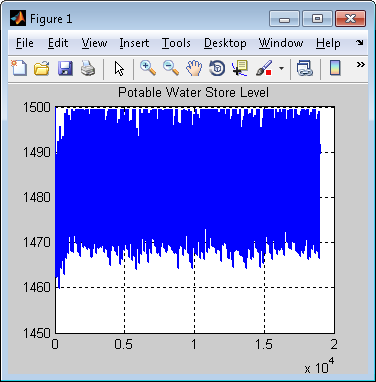 Figure 1
File Edit View Insert Tools Desktop Window Help
Potable Water Store Level
1500
1490
1480
1470
1460
1450
0 0.5 1 1.5 2
x 10^4